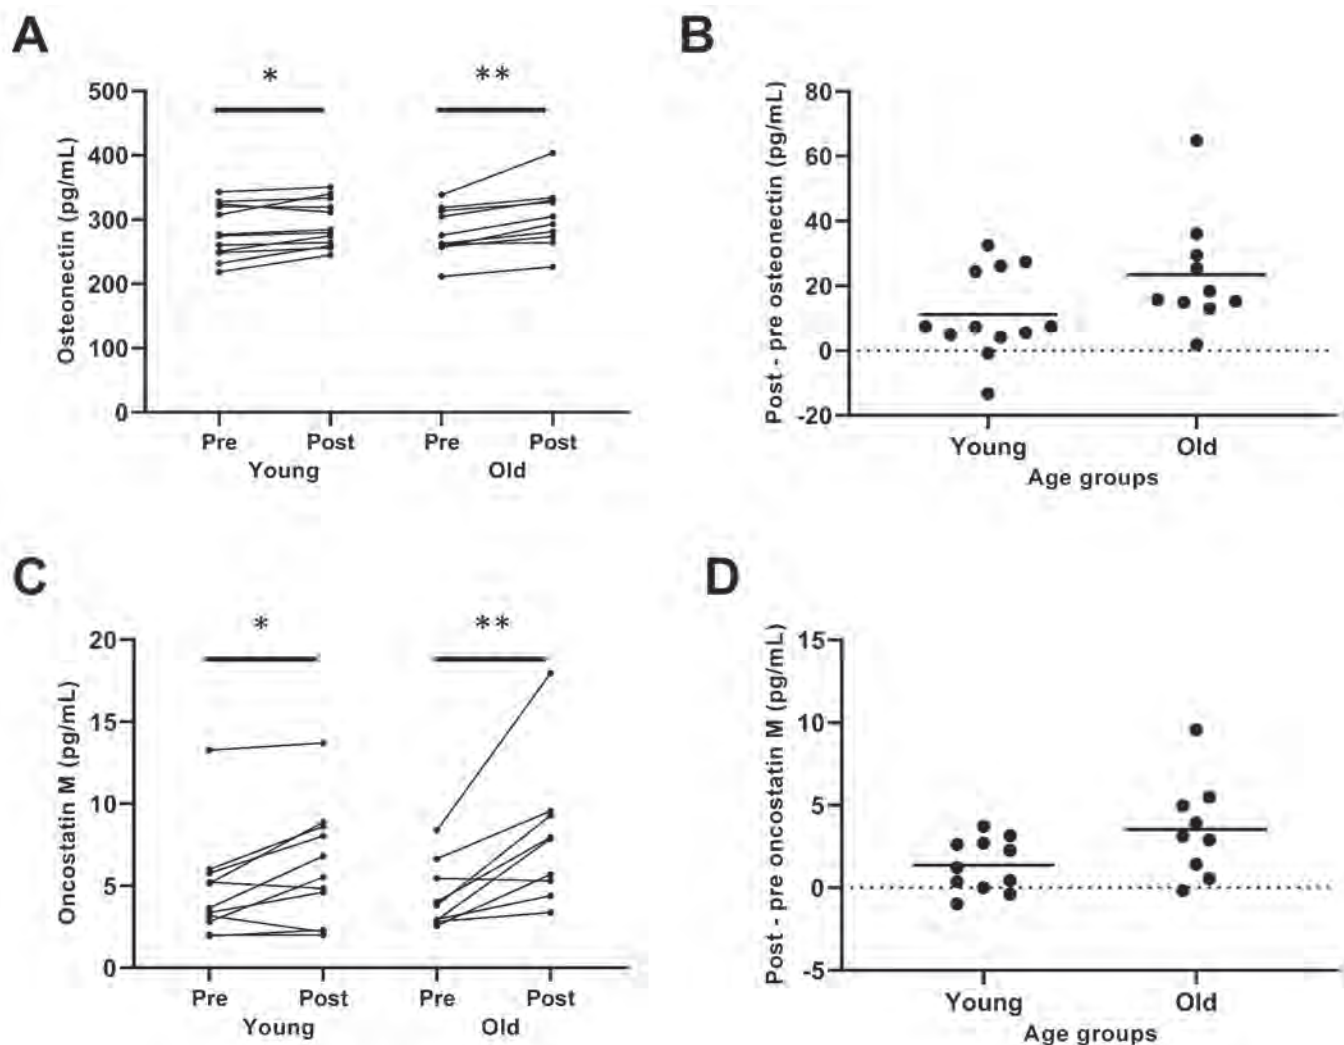 A
Osteonectin (pg/mL)
500
400
300
200
100
0
*
**
Pre Post Pre Post
Young Old
B
Post - pre osteonectin (pg/mL)
80
60
40
20
0
-20
Young Old
Age groups
C
Oncostatin M (pg/mL)
20
15
10
5
0
*
**
Pre Post Pre Post
Young Old
D
Post - pre oncostatin M (pg/mL)
15
10
5
0
-5
Young Old
Age groups